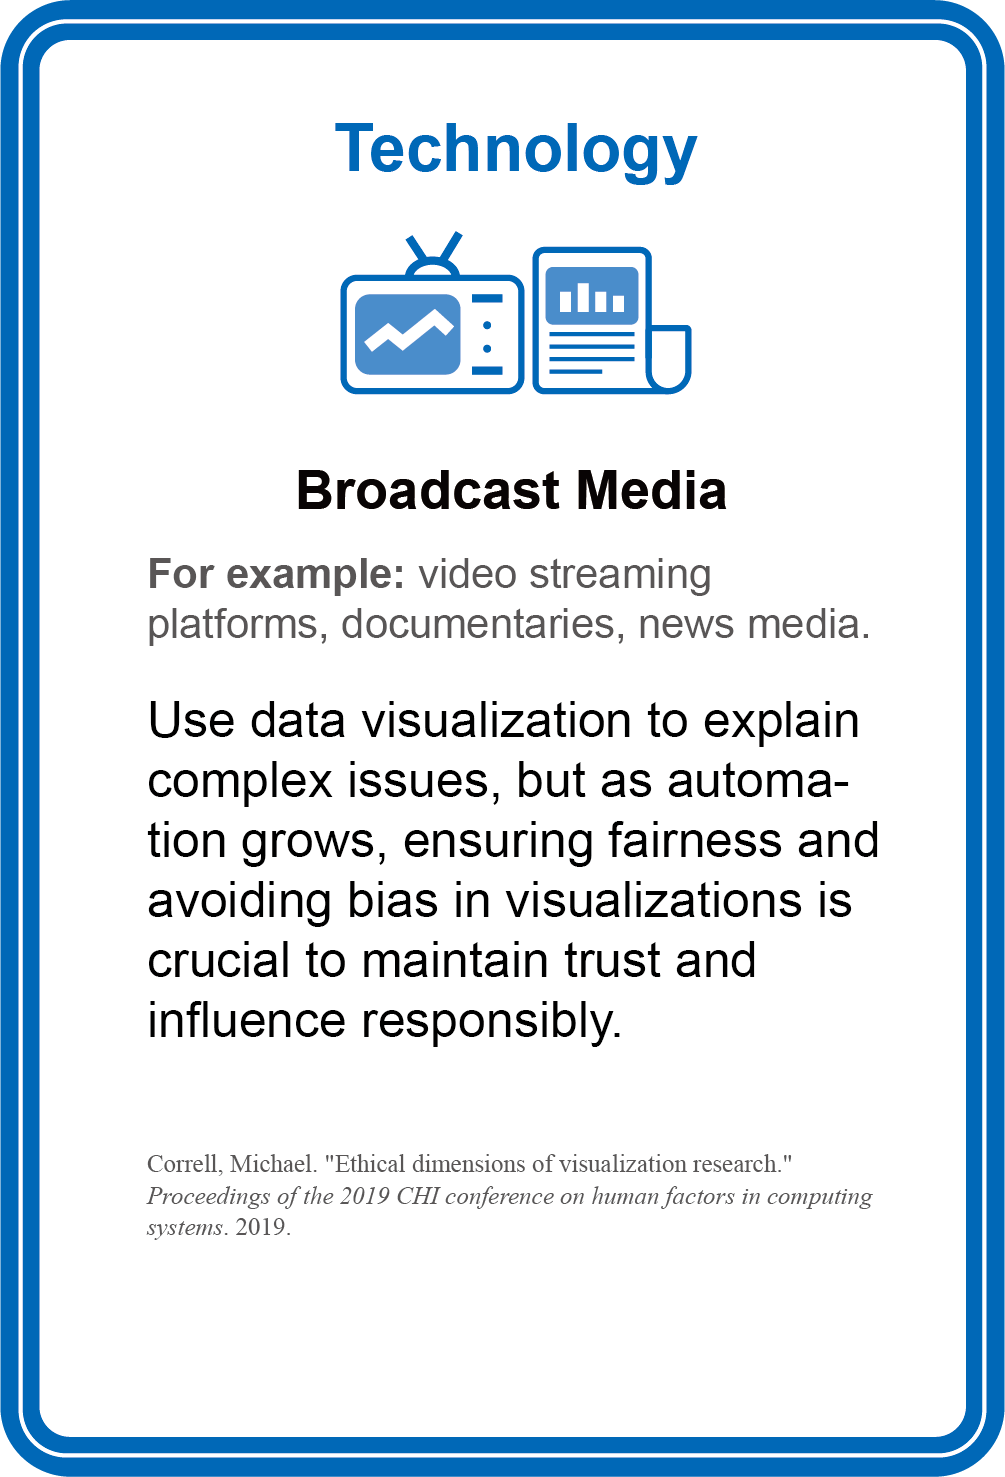 Technology
Broadcast Media
For example: video streaming
platforms, documentaries, news media.
Use data visualization to explain
complex issues, but as automa-
tion grows, ensuring fairness and
avoiding bias in visualizations is
crucial to maintain trust and
influence responsibly.
Correll, Michael. "Ethical dimensions of visualization research."
Proceedings of the 2019 CHI conference on human factors in computing
systems. 2019.